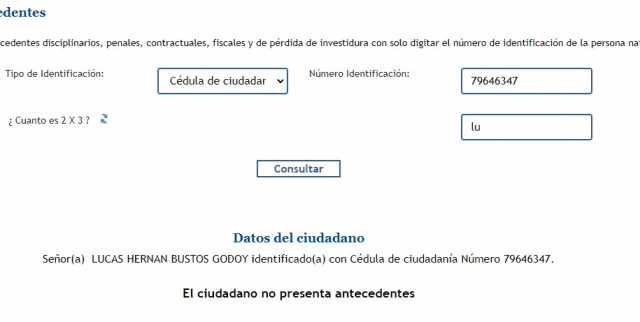 edentes
cedentes disciplinarios, penales, contractuales, fiscales y de pérdida de investidura con solo digitar el número de identificación de la persona na
Tipo de Identificación:
Cédula de ciudadar
Número Identificación:
79646347
¿ Cuanto es 2 X 3 ?
lu
Consultar
Datos del ciudadano
Señor(a) LUCAS HERNAN BUSTOS GODOY identificado(a) con Cédula de ciudadanía Número 79646347.
El ciudadano no presenta antecedentes